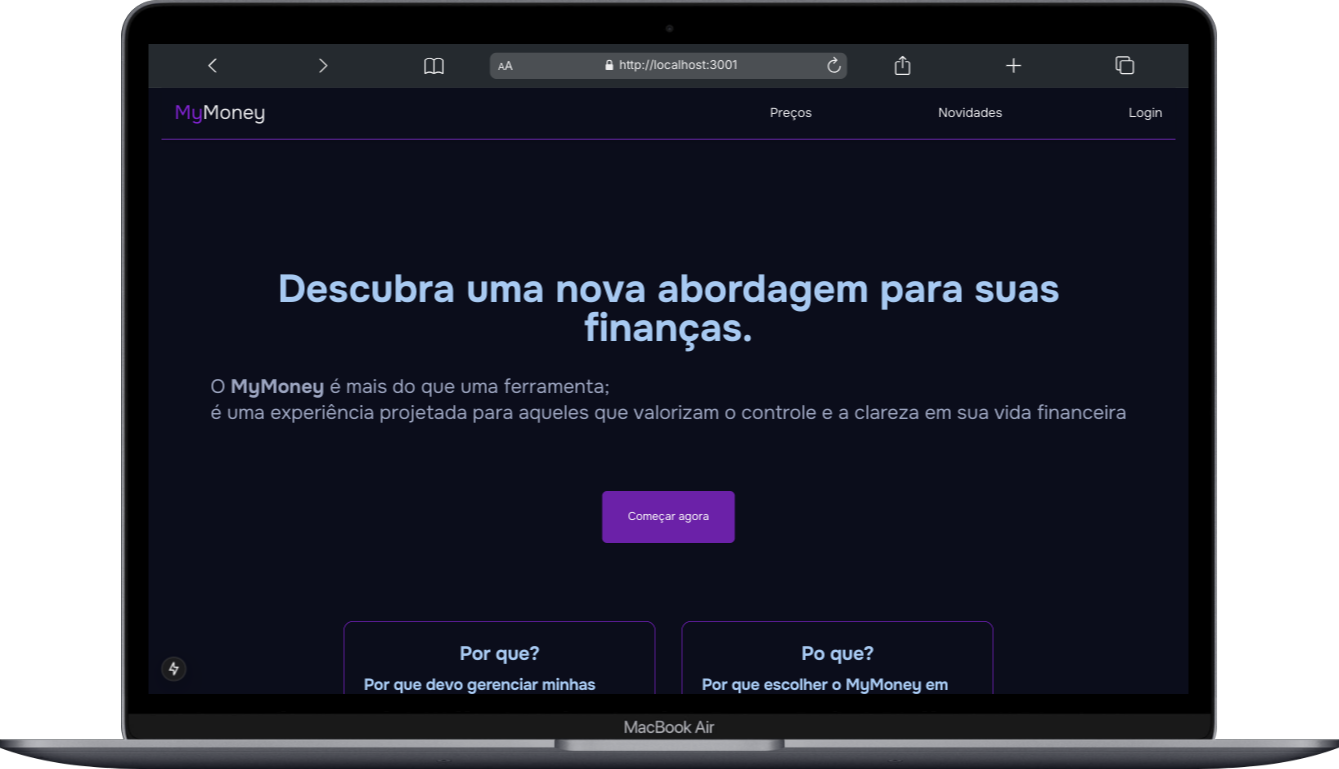 AA
http://localhost:3001
MyMoney
Preços
Novidades
Login
Descubra uma nova abordagem para suas
finanças.
O MyMoney é mais do que uma ferramenta;
é uma experiência projetada para aqueles que valorizam o controle e a clareza em sua vida financeira
Começar agora
Por que?
Por que devo gerenciar minhas
Po que?
Por que escolher o MyMoney em
MacBook Air